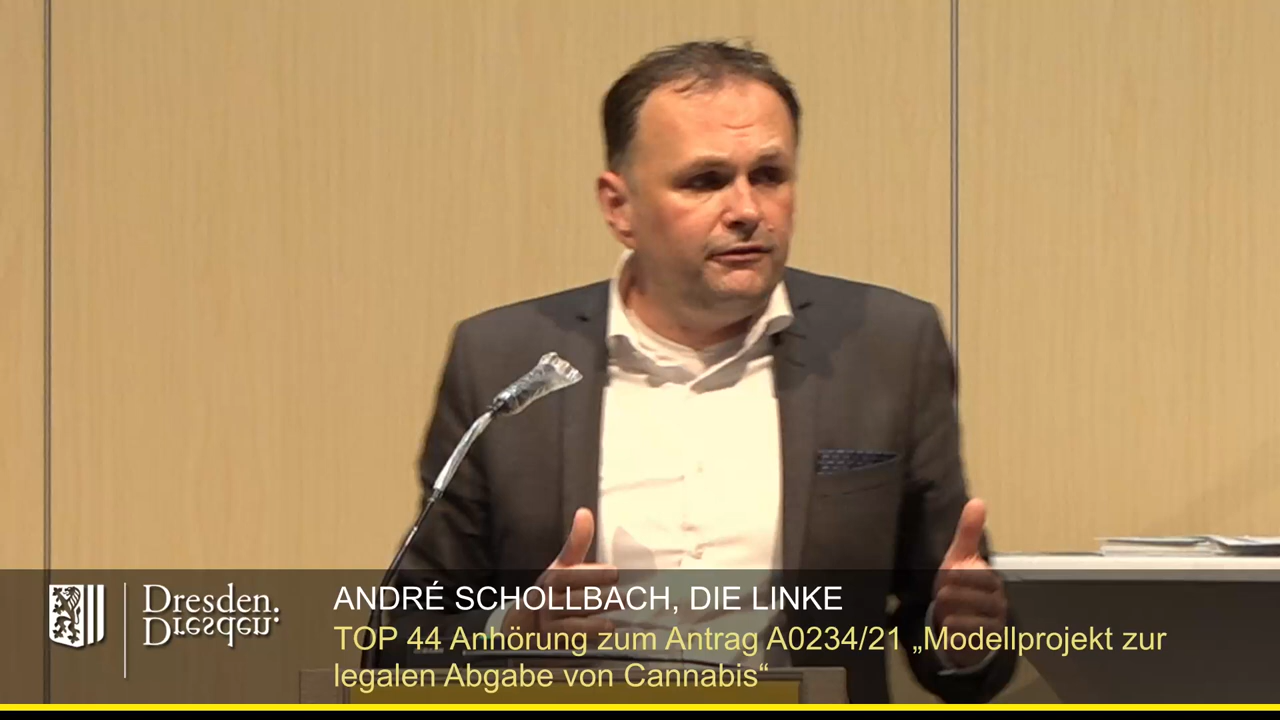 Dresden.
Dresden.
ANDRÉ SCHOLLBACH, DIE LINKE
TOP 44 Anhörung zum Antrag A0234/21 „Modellprojekt zur
legalen Abgabe von Cannabis“